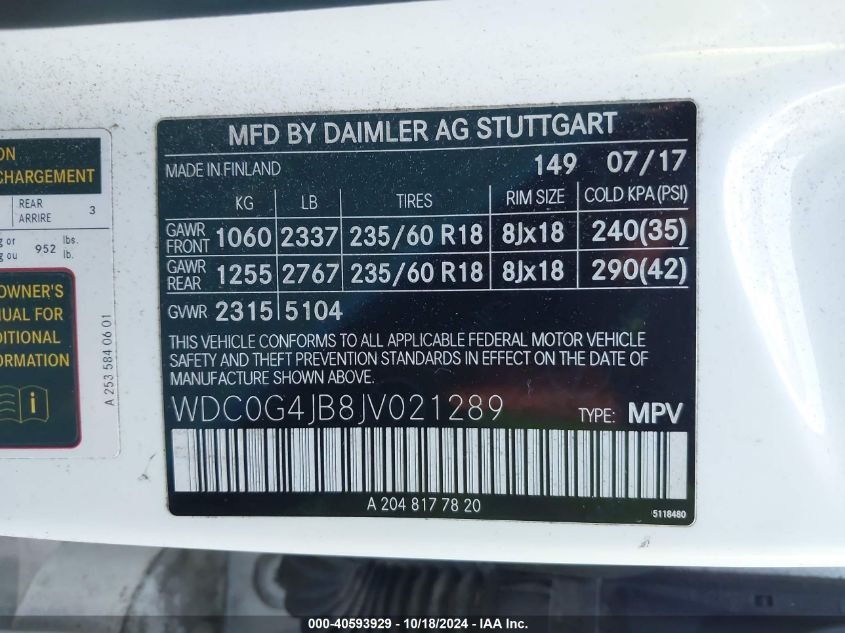 ON
CHARGEMENT
REAR
ARRIRE 3
g or 952 lbs.
g ou lb.
OWNER'S
NUAL FOR
DITIONAL
ORMATION
i
A 253 584 06 01
MFD BY DAIMLER AG STUTTGART
MADE IN FINLAND 149 07/17
KG LB TIRES RIM SIZE COLD KPA(PSI)
GAWR FRONT 1060 2337 235/60 R18 8Jx18 240(35)
GAWR REAR 1255 2767 235/60 R18 8Jx18 290(42)
GVWR 2315 5104
THIS VEHICLE CONFORMS TO ALL APPLICABLE FEDERAL MOTOR VEHICLE
SAFETY AND THEFT PREVENTION STANDARDS IN EFFECT ON THE DATE OF
MANUFACTURE SHOWN ABOVE.
WDC0G4JB8JV021289 TYPE: MPV
A 204 817 78 20
5118480
000-40593929 - 10/18/2024 - IAA Inc.